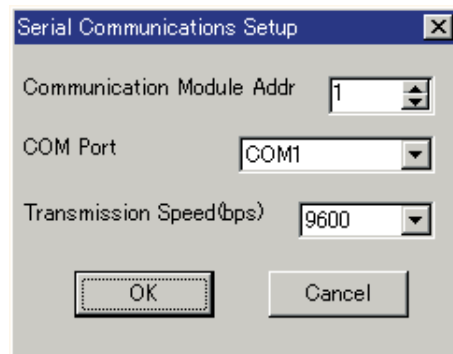 Serial Communications Setup
Communication Module Addr 1
COM Port COM1
Transmission Speed(bps) 9600
OK Cancel